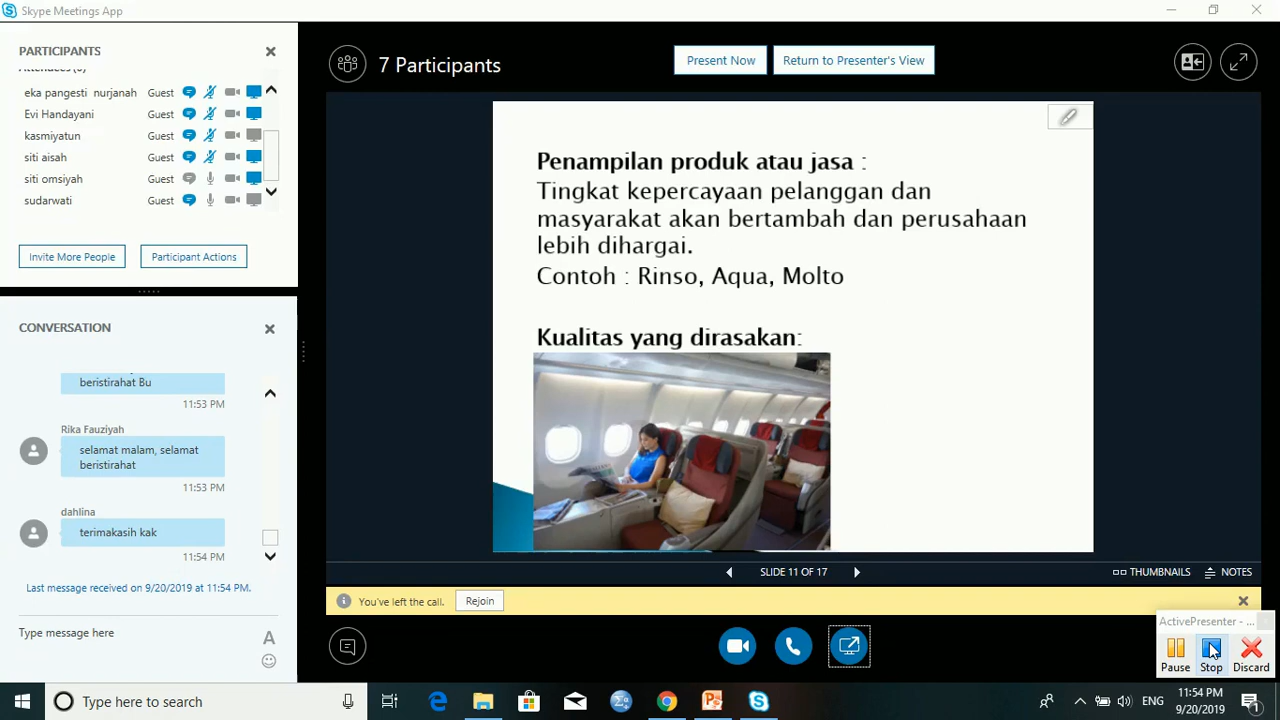 Skype Meetings App
PARTICIPANTS
eka pangesti nurjanah Guest
Evi Handayani Guest
kasmiyatun Guest
siti aisah Guest
siti omsiyah Guest
sudarwati Guest
Invite More People Participant Actions
CONVERSATION
beristirahat Bu
11:53 PM
Rika Fauziyah
selamat malam, selamat
beristirahat
11:53 PM
dahlina
terimakasih kak
11:54 PM
Last message received on 9/20/2019 at 11:54 PM.
Type message here
A
7 Participants
Present Now Return to Presenter's View
Penampilan produk atau jasa :
Tingkat kepercayaan pelanggan dan
masyarakat akan bertambah dan perusahaan
lebih dihargai.
Contoh : Rinso, Aqua, Molto
Kualitas yang dirasakan:
SLIDE 11 OF 17
THUMBNAILS NOTES
You've left the call. Rejoin
ActivePresenter - ...
Pause Stop Discard
Type here to search
ENG
11:54 PM
9/20/2019
1